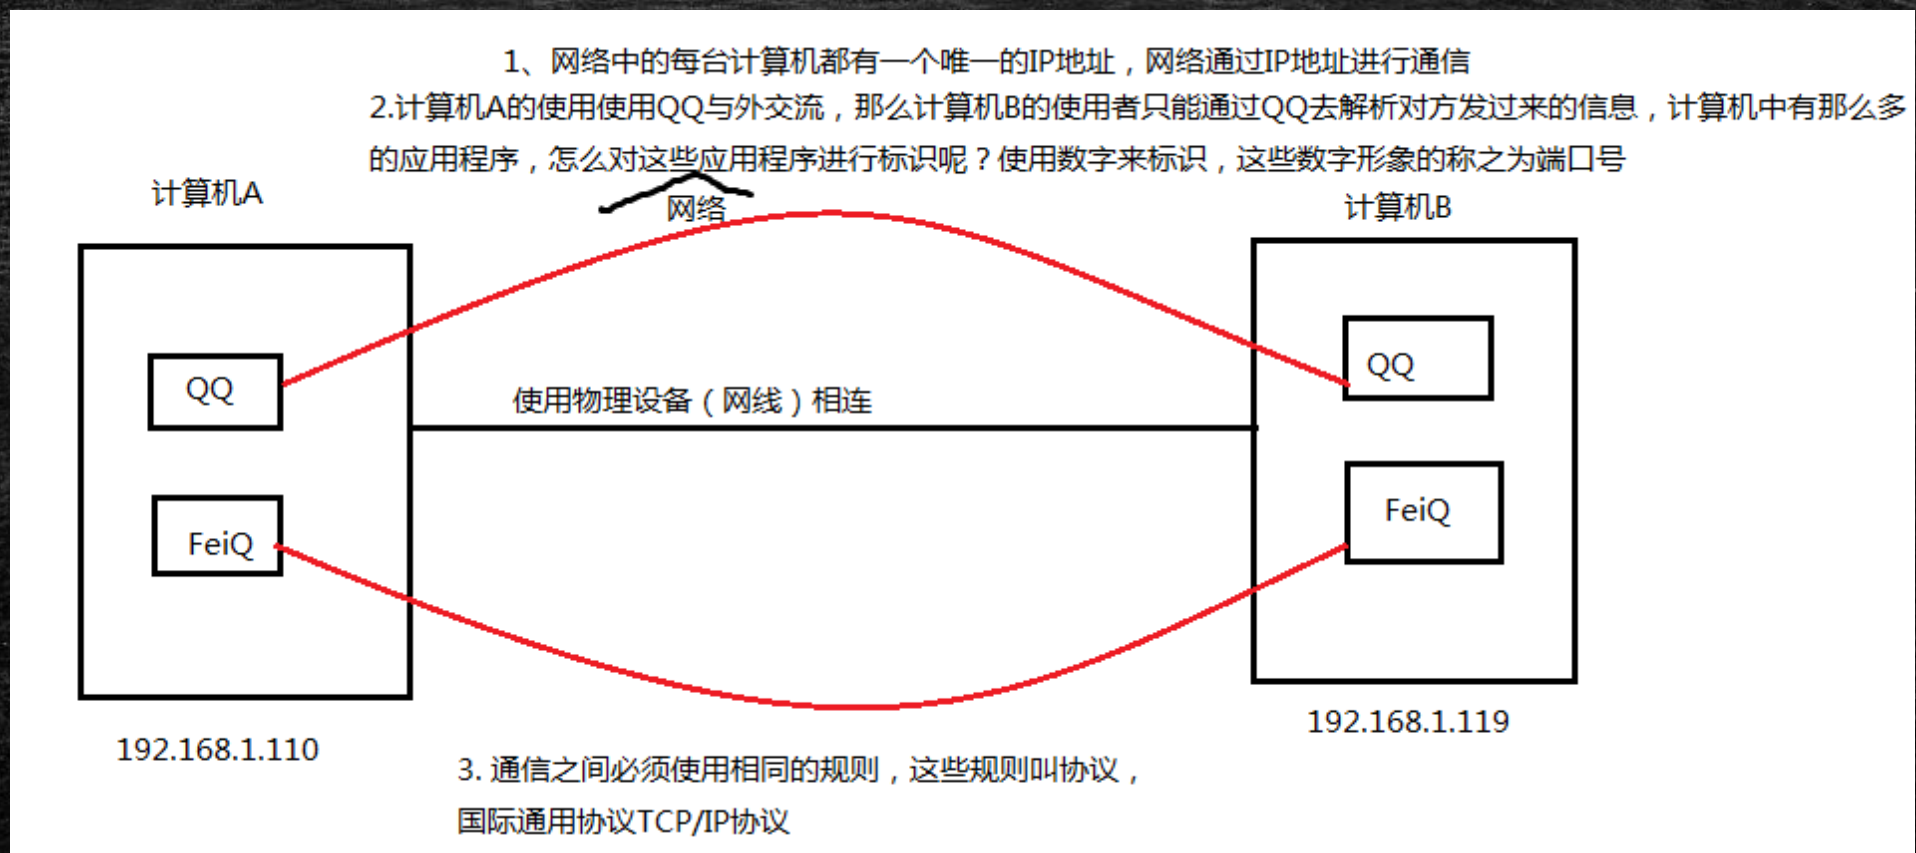 1、网络中的每台计算机都有一个唯一的IP地址，网络通过IP地址进行通信
2.计算机A的使用使用QQ与外交流，那么计算机B的使用者只能通过QQ去解析对方发过来的信息，计算机中有那么多
的应用程序，怎么对这些应用程序进行标识呢？使用数字来标识，这些数字形象的称之为端口号
计算机A
网络
计算机B
QQ
使用物理设备（网线）相连
QQ
FeiQ
FeiQ
192.168.1.110
192.168.1.119
3. 通信之间必须使用相同的规则，这些规则叫协议，
国际通用协议TCP/IP协议